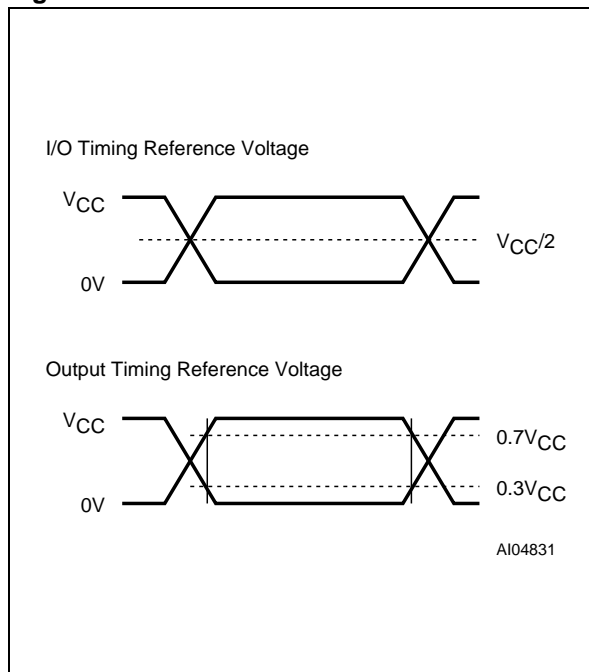 I/O Timing Reference Voltage
VCC
VCC/2
0V
Output Timing Reference Voltage
VCC
0.7VCC
0.3VCC
0V
AI04831